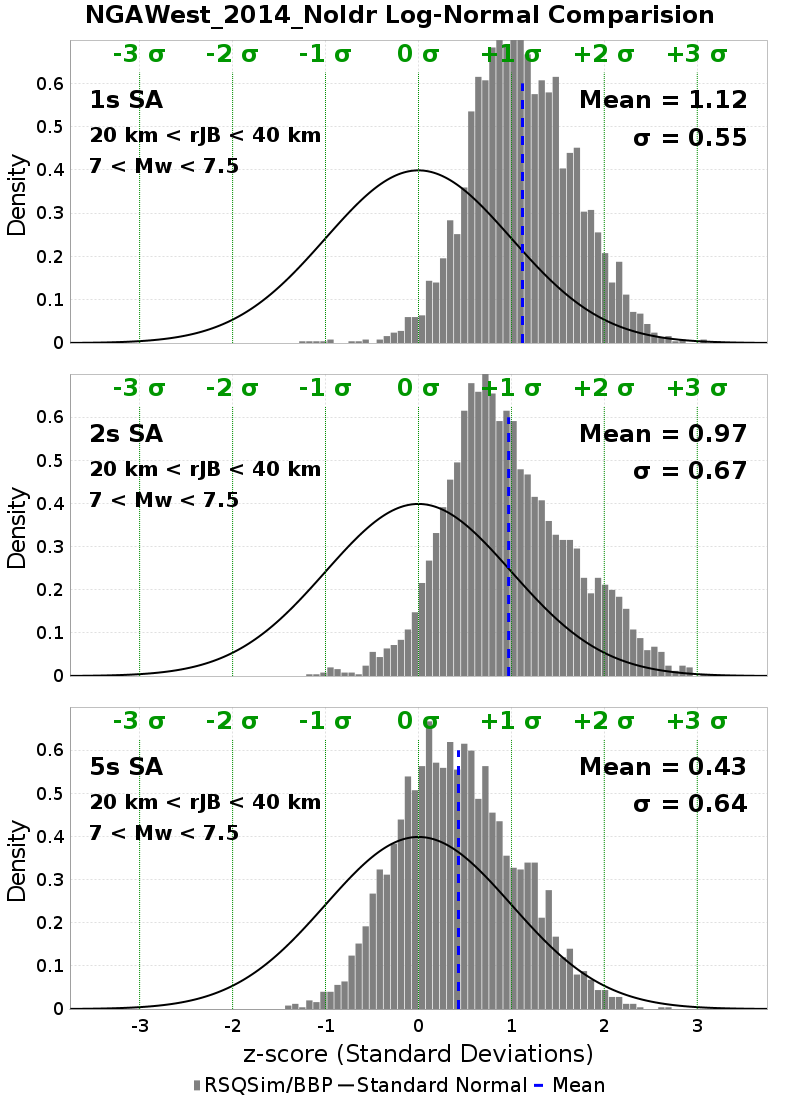 NGAWest_2014_NoIdr Log-Normal Comparision
-3 σ -2 σ -1 σ 0 σ +1 σ +2 σ +3 σ
1s SA Mean = 1.12
20 km < rJB < 40 km σ = 0.55
7 < Mw < 7.5
0.6
0.5
0.4
0.3
0.2
0.1
0
Density
-3 σ -2 σ -1 σ 0 σ +1 σ +2 σ +3 σ
2s SA Mean = 0.97
20 km < rJB < 40 km σ = 0.67
7 < Mw < 7.5
0.6
0.5
0.4
0.3
0.2
0.1
0
Density
-3 σ -2 σ -1 σ 0 σ +1 σ +2 σ +3 σ
5s SA Mean = 0.43
20 km < rJB < 40 km σ = 0.64
7 < Mw < 7.5
0.6
0.5
0.4
0.3
0.2
0.1
0
Density
-3 -2 -1 0 1 2 3
z-score (Standard Deviations)
RSQSim/BBP Standard Normal Mean